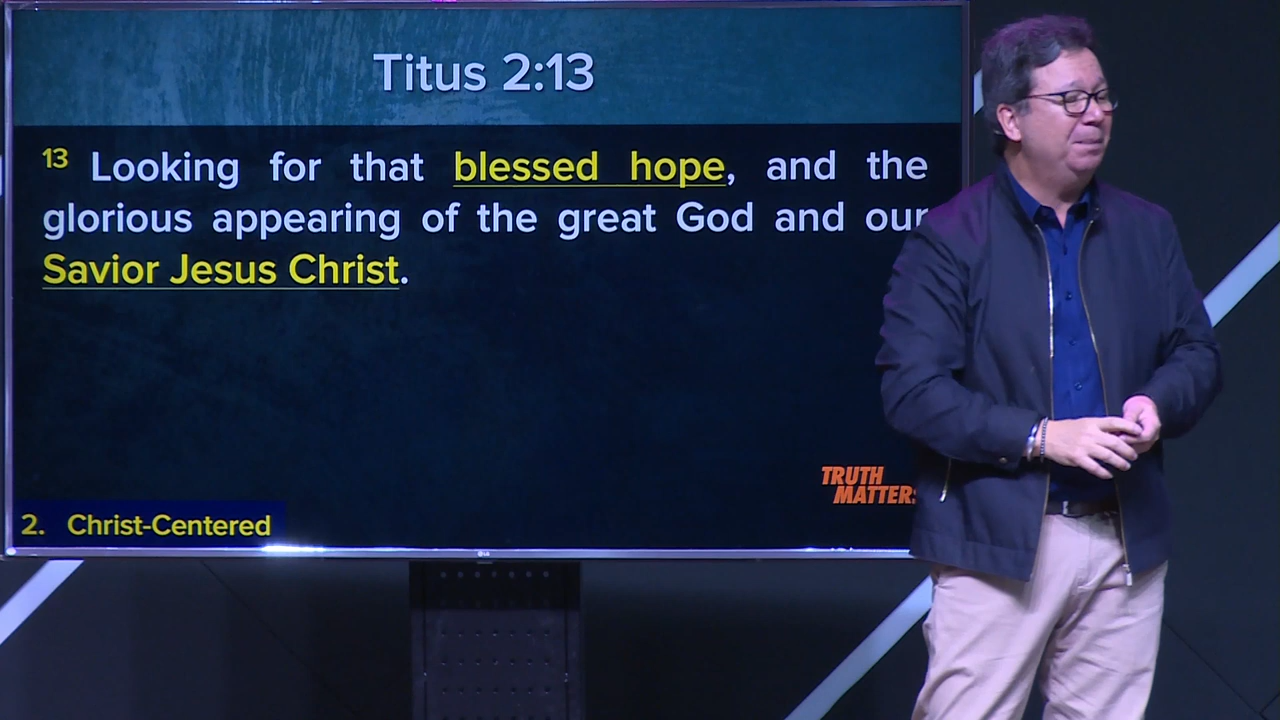 Titus 2:13
13 Looking for that blessed hope, and the
glorious appearing of the great God and our
Savior Jesus Christ.
TRUTH
MATTERS
2. Christ-Centered
LG